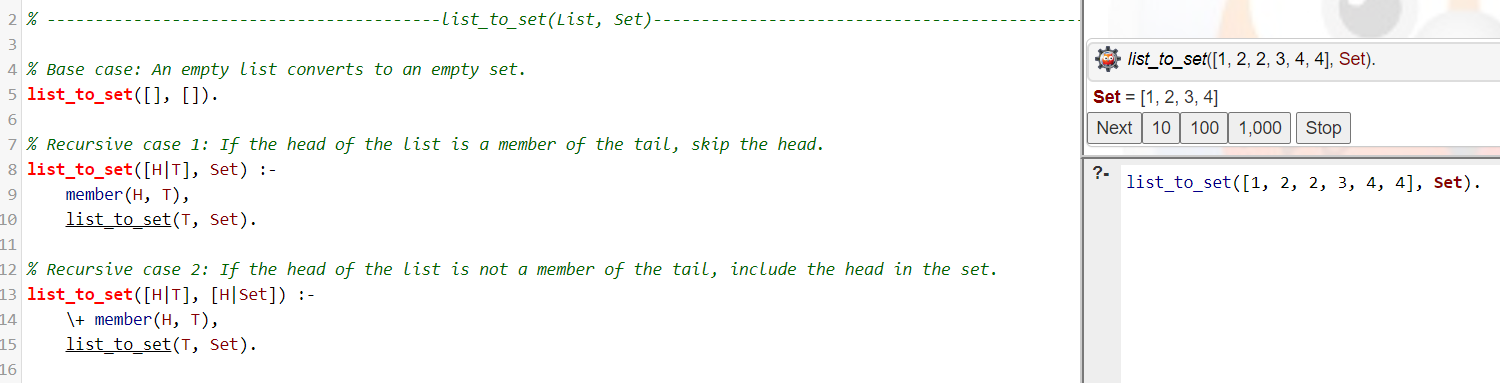 2 % -----------------------------------------list_to_set(List, Set)---------------------------------------------
3
4 % Base case: An empty list converts to an empty set.
5 list_to_set([], []).
6
7 % Recursive case 1: If the head of the list is a member of the tail, skip the head.
8 list_to_set([H|T], Set) :-
9 member(H, T),
10 list_to_set(T, Set).
11
12 % Recursive case 2: If the head of the list is not a member of the tail, include the head in the set.
13 list_to_set([H|T], [H|Set]) :-
14 \+ member(H, T),
15 list_to_set(T, Set).
16
list_to_set([1, 2, 2, 3, 4, 4], Set).
Set = [1, 2, 3, 4]
Next 10 100 1,000 Stop
?- list_to_set([1, 2, 2, 3, 4, 4], Set).